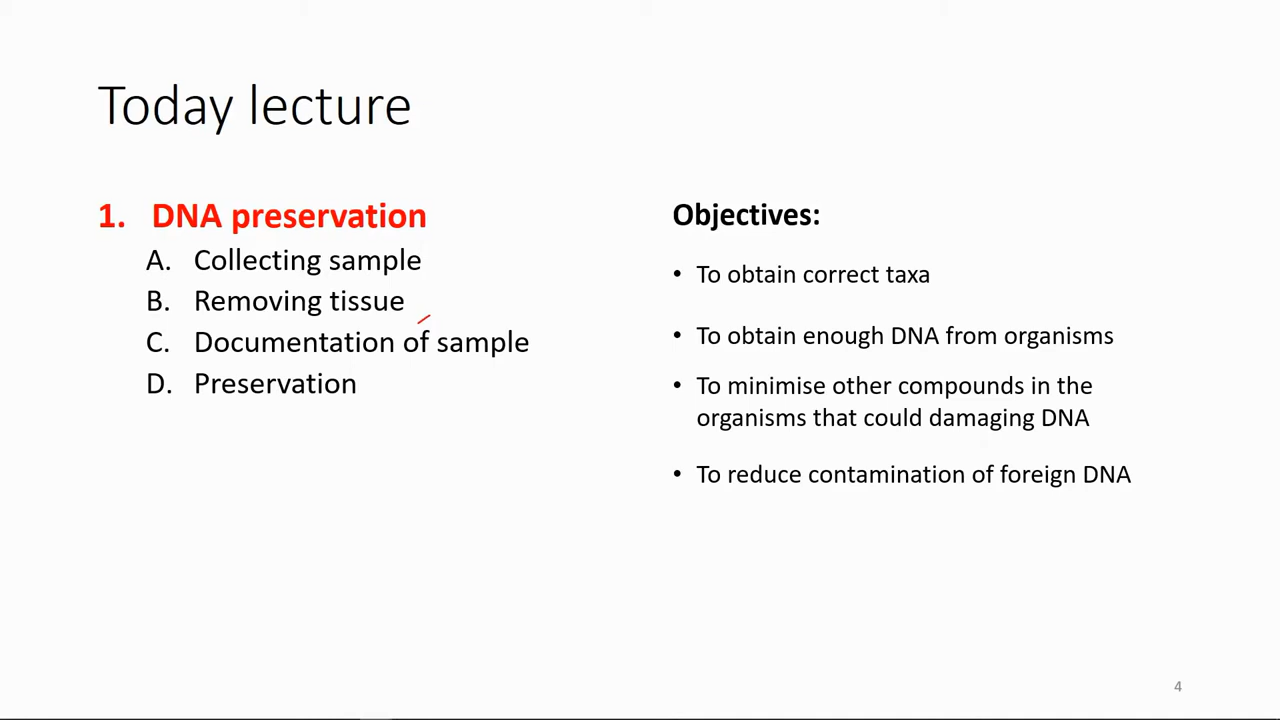 Today lecture
1. DNA preservation
A. Collecting sample
B. Removing tissue
C. Documentation of sample
D. Preservation
Objectives:
• To obtain correct taxa
• To obtain enough DNA from organisms
• To minimise other compounds in the
organisms that could damaging DNA
• To reduce contamination of foreign DNA
4